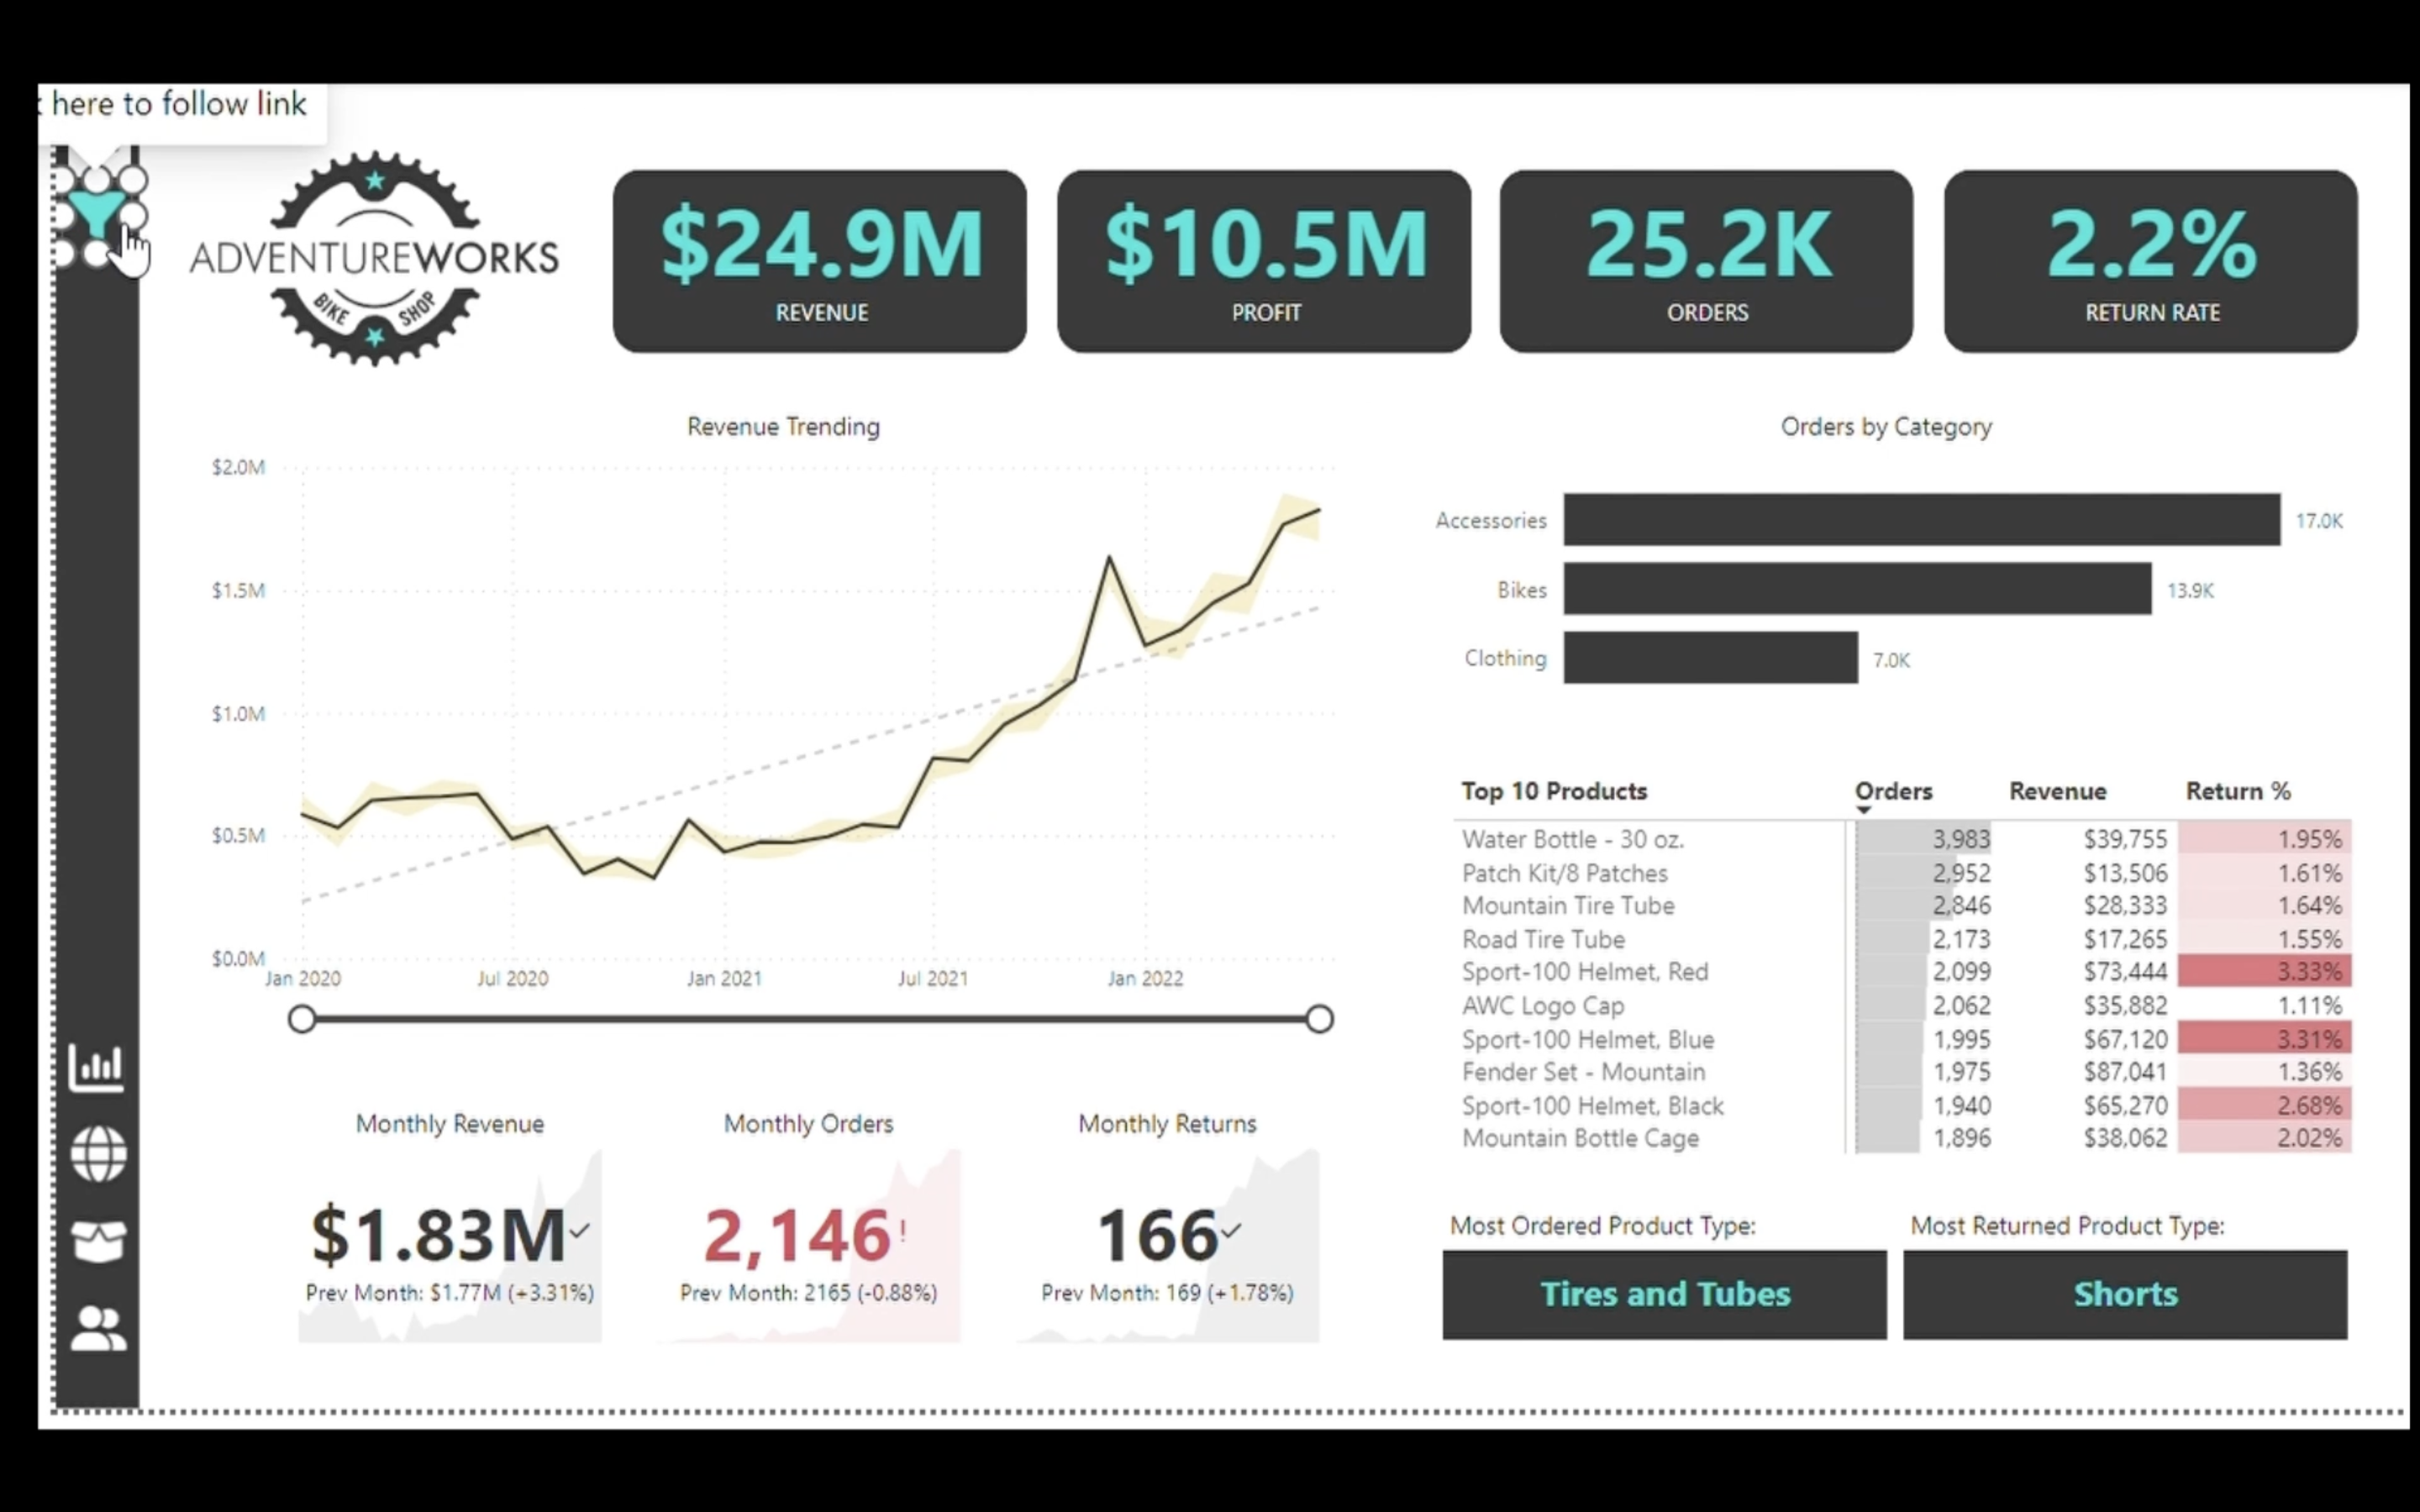 here to follow link
ADVENTUREWORKS
BIKE SHOP
$24.9M
REVENUE
$10.5M
PROFIT
25.2K
ORDERS
2.2%
RETURN RATE
Revenue Trending
$2.0M
$1.5M
$1.0M
$0.5M
$0.0M
Jan 2020 Jul 2020 Jan 2021 Jul 2021 Jan 2022
Orders by Category
Accessories 17.0K
Bikes 13.9K
Clothing 7.0K
Top 10 Products Orders Revenue Return %
Water Bottle - 30 oz. 3,983 $39,755 1.95%
Patch Kit/8 Patches 2,952 $13,506 1.61%
Mountain Tire Tube 2,846 $28,333 1.64%
Road Tire Tube 2,173 $17,265 1.55%
Sport-100 Helmet, Red 2,099 $73,444 3.33%
AWC Logo Cap 2,062 $35,882 1.11%
Sport-100 Helmet, Blue 1,995 $67,120 3.31%
Fender Set - Mountain 1,975 $87,041 1.36%
Sport-100 Helmet, Black 1,940 $65,270 2.68%
Mountain Bottle Cage 1,896 $38,062 2.02%
Monthly Revenue
$1.83M
Prev Month: $1.77M (+3.31%)
Monthly Orders
2,146!
Prev Month: 2165 (-0.88%)
Monthly Returns
166
Prev Month: 169 (+1.78%)
Most Ordered Product Type:
Tires and Tubes
Most Returned Product Type:
Shorts